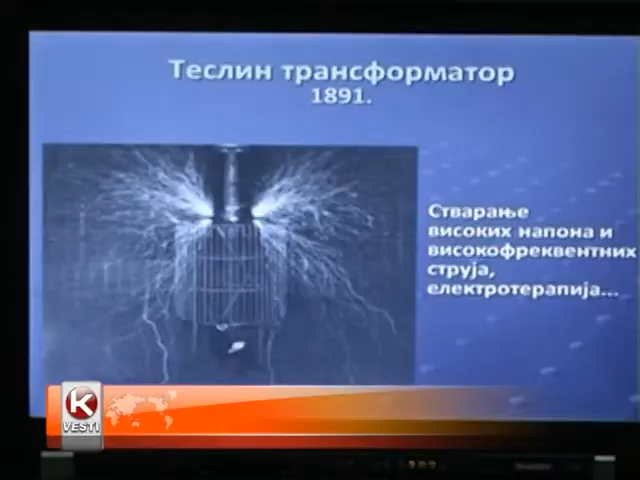 Теслин трансформатор
1891.
Стварање
високих напона и
високофреквентних
струја,
електротерапија...
K
VESTI